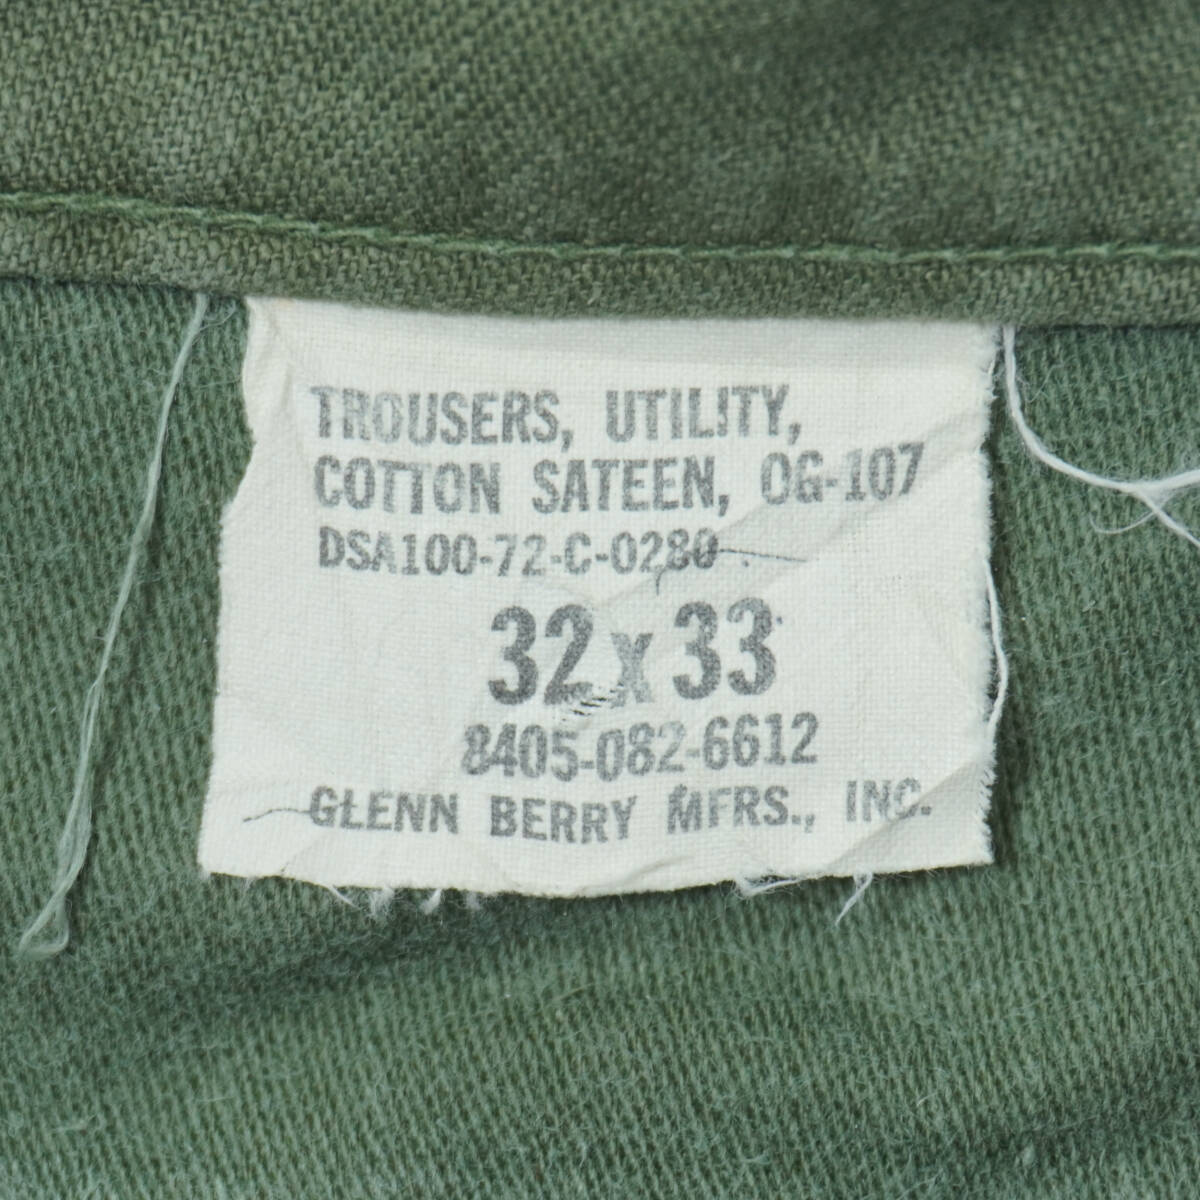 TROUSERS, UTILITY,
COTTON SATEEN, OG-107
DSA100-72-C-0280
32 x 33
8405-082-6612
GLENN BERRY MFRS., INC.